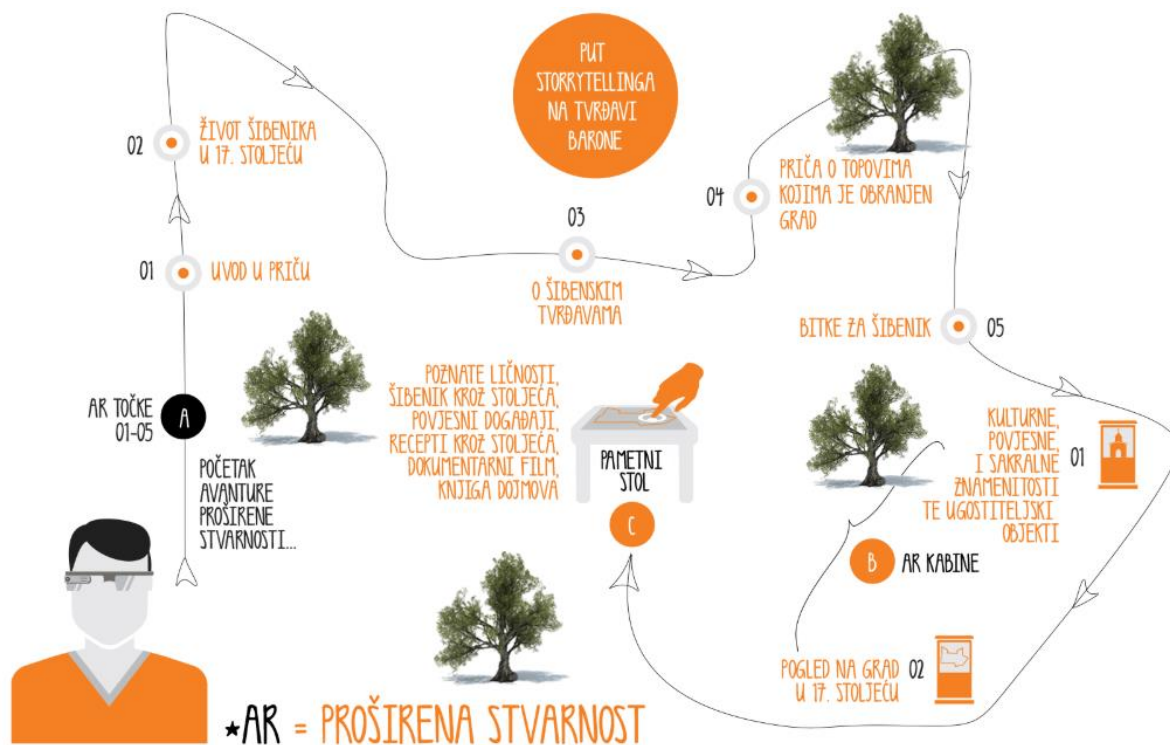 PUT
STORRYTELLINGA
NA TVRĐAVI
BARONE
02
ŽIVOT ŠIBENIKA
U 17. STOLJEĆU
01
UVOD U PRIČU
03
O ŠIBENSKIM
TVRĐAVAMA
04
PRIČA O TOPOVIMA
KOJIMA JE OBRANJEN
GRAD
BITKE ZA ŠIBENIK
05
AR TOČKE
01-05
A
POČETAK
AVANTURE
PROŠIRENE
STVARNOSTI...
POZNATE LIČNOSTI,
ŠIBENIK KROZ STOLJEĆA,
POVJESNI DOGAĐAJI,
RECEPTI KROZ STOLJEĆA,
DOKUMENTARNI FILM,
KNJIGA DOJMOVA
PAMETNI
STOL
C
KULTURNE,
POVJESNE,
I SAKRALNE
ZNAMENITOSTI
TE UGOSTITELJSKI
OBJEKTI
01
B
AR KABINE
POGLED NA GRAD
U 17. STOLJEĆU
02
*AR = PROŠIRENA STVARNOST